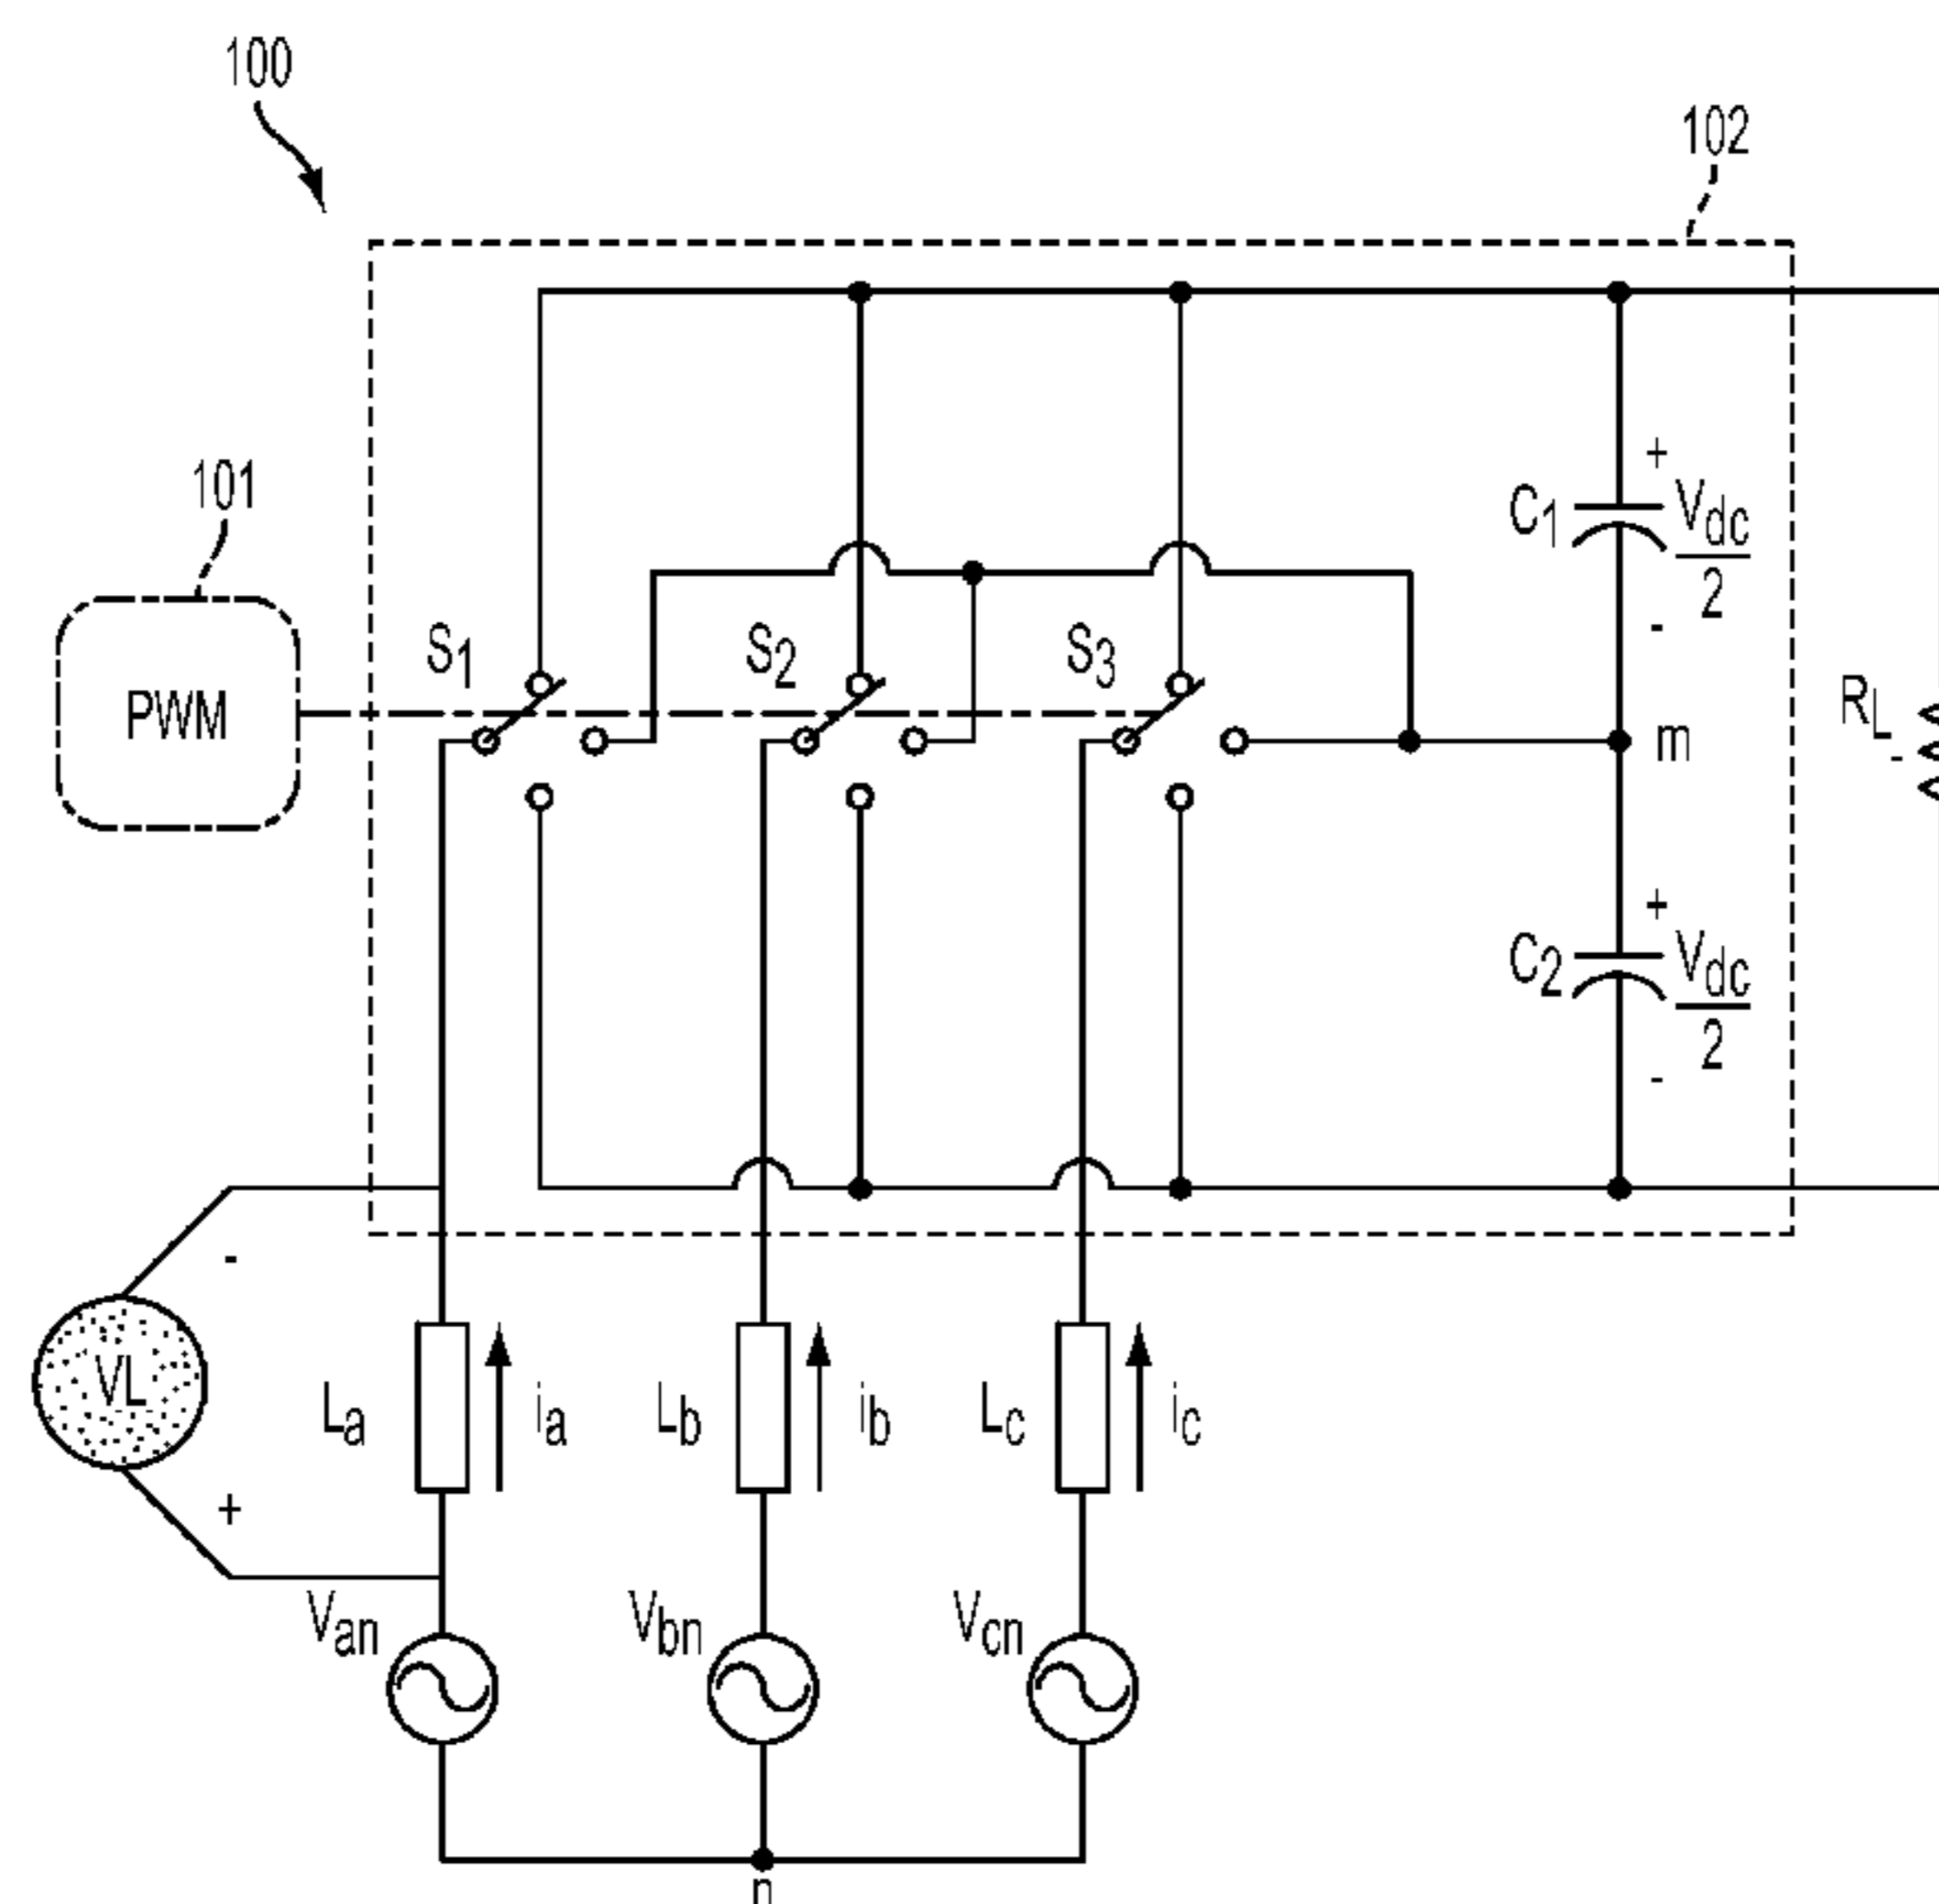 100
102
101
PWM
S1
S2
S3
C1
+
Vdc
2
-
m
RL
-
C2
+
Vdc
2
-
-
VL
+
La
ia
Lb
ib
Lc
ic
Van
Vbn
Vcn
n